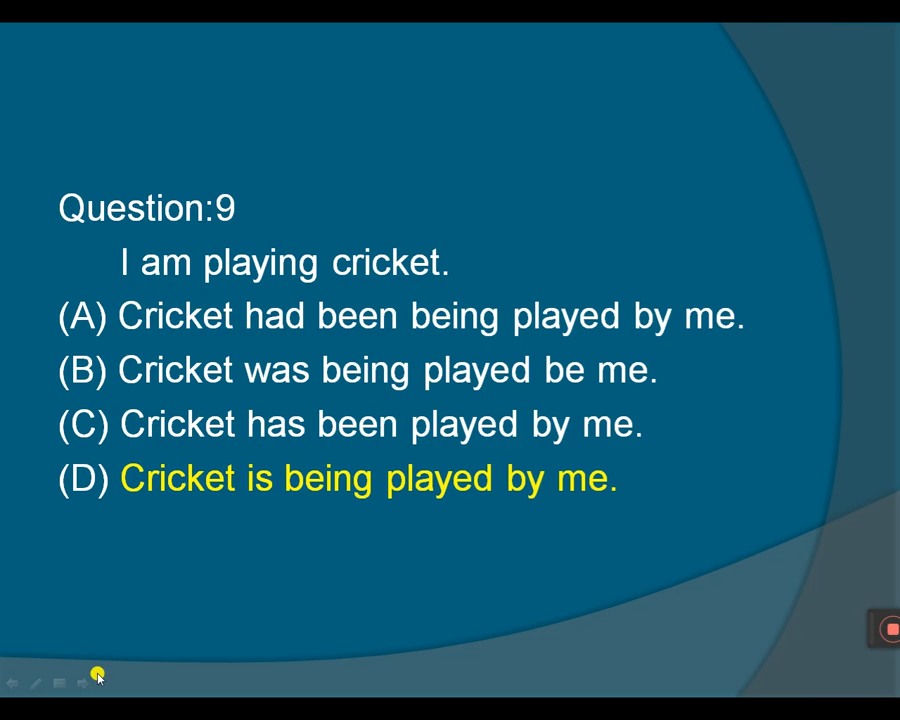 Question:9
I am playing cricket.
(A) Cricket had been being played by me.
(B) Cricket was being played be me.
(C) Cricket has been played by me.
(D) Cricket is being played by me.